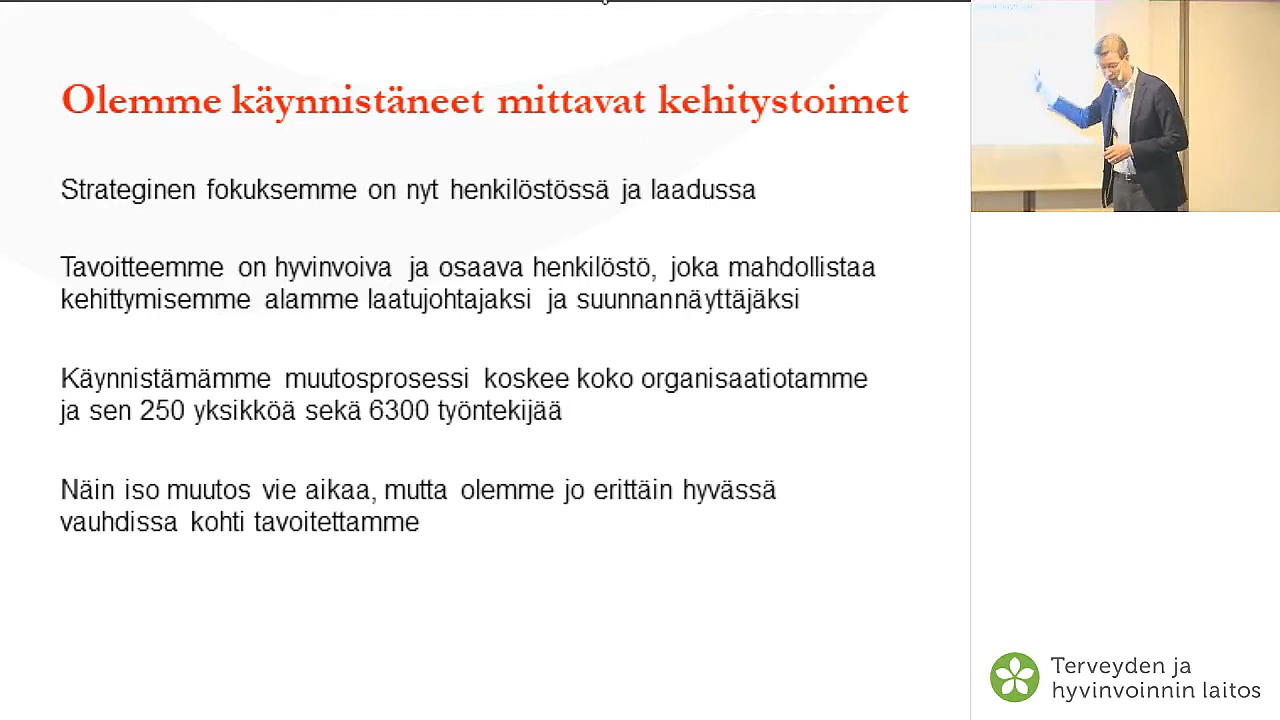 Olemme käynnistäneet mittavat kehitystoimet
Strateginen fokuksemme on nyt henkilöstössä ja laadussa
Tavoitteemme on hyvinvoiva ja osaava henkilöstö, joka mahdollistaa
kehittymisemme alamme laatujohtajaksi ja suunnannäyttäjäksi
Käynnistämämme muutosprosessi koskee koko organisaatiotamme
ja sen 250 yksikköä sekä 6300 työntekijää
Näin iso muutos vie aikaa, mutta olemme jo erittäin hyvässä
vauhdissa kohti tavoitettamme
Terveyden ja
hyvinvoinnin laitos